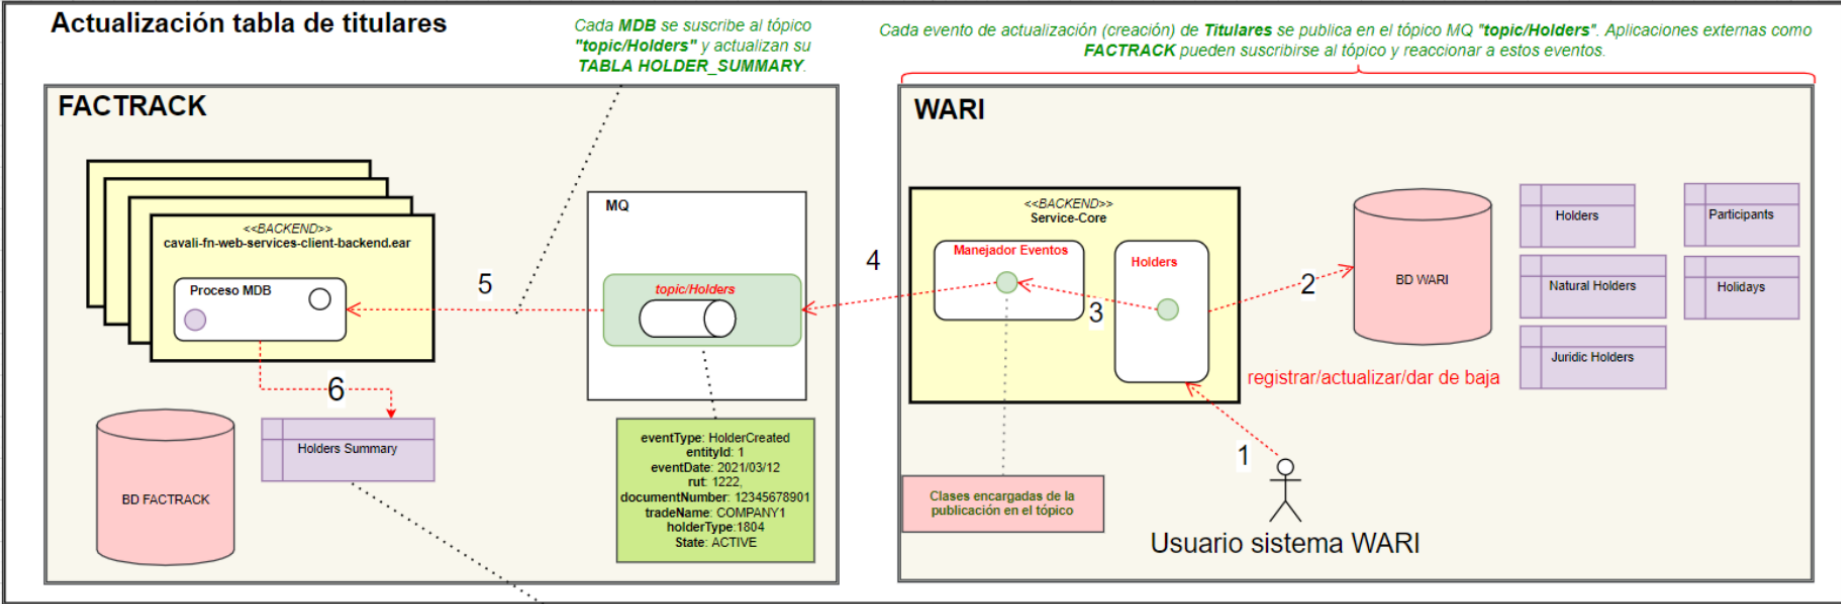 Actualización tabla de titulares
Cada MDB se suscribe al tópico
"topic/Holders" y actualizan su
TABLA HOLDER_SUMMARY.
Cada evento de actualización (creación) de Titulares se publica en el tópico MQ "topic/Holders". Aplicaciones externas como
FACTRACK pueden suscribirse al tópico y reaccionar a estos eventos.
FACTRACK
<<BACKEND>>
cavali-fn-web-services-client-backend.ear
Proceso MDB
5
6
MQ
topic/Holders
BD FACTRACK
Holders Summary
eventType: HolderCreated
entityId: 1
eventDate: 2021/03/12
rut: 1222,
documentNumber: 12345678901
tradeName: COMPANY1
holderType:1804
State: ACTIVE
4
WARI
<<BACKEND>>
Service-Core
Manejador Eventos
Holders
3
2
BD WARI
Holders
Participants
Natural Holders
Holidays
Juridic Holders
registrar/actualizar/dar de baja
1
Clases encargadas de la
publicación en el tópico
Usuario sistema WARI